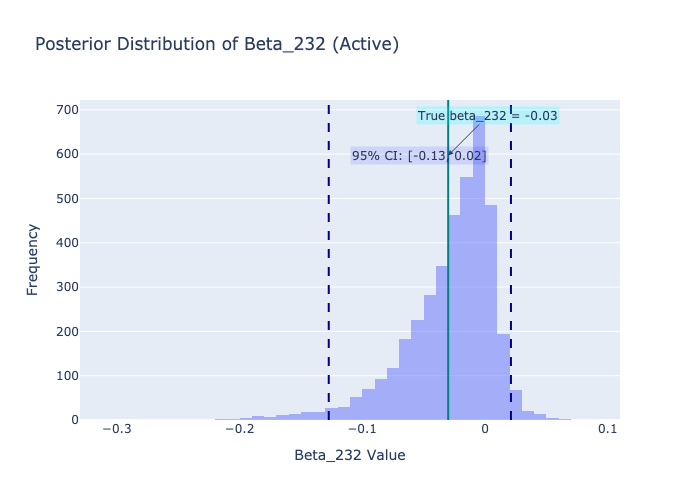 Posterior Distribution of Beta_232 (Active)
700
600
500
400
300
200
100
0
Frequency
True beta_232 = -0.03
95% CI: [-0.13, 0.02]
−0.3
−0.2
−0.1
0
0.1
Beta_232 Value